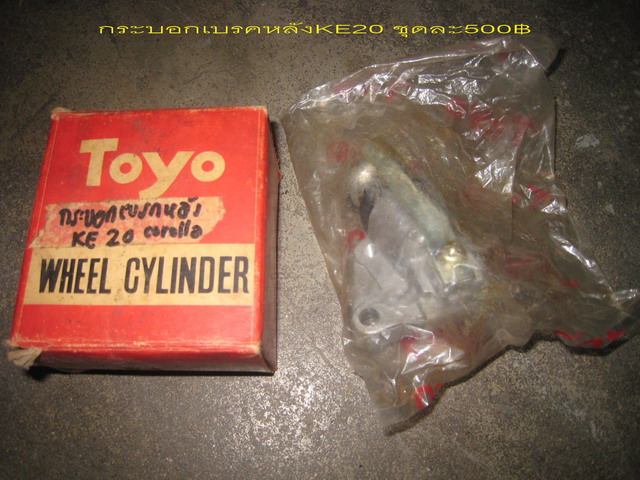 กระบอกเบรคหลังKE20 ชุดละ500B
Toyo
กระบอกเบรกหลัง
KE 20 corolla
WHEEL CYLINDER